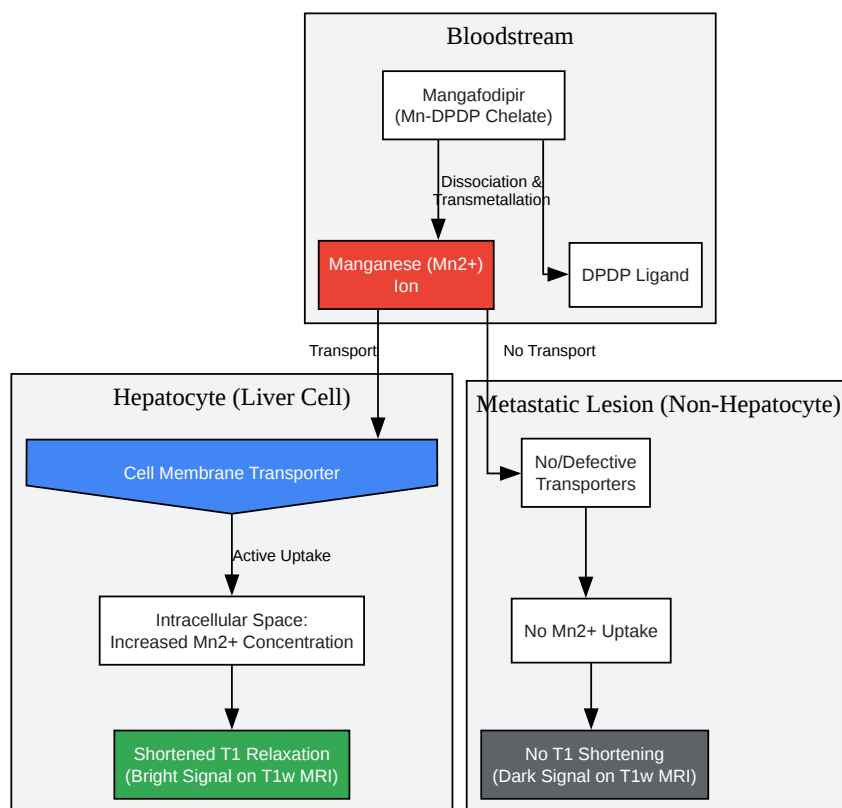 Bloodstream
Mangafodipir
(Mn-DPDP Chelate)
Dissociation &
Transmetallation
Manganese (Mn2+)
Ion
DPDP Ligand
Transport
No Transport
Hepatocyte (Liver Cell)
Cell Membrane Transporter
Active Uptake
Intracellular Space:
Increased Mn2+ Concentration
Shortened T1 Relaxation
(Bright Signal on T1w MRI)
Metastatic Lesion (Non-Hepatocyte)
No/Defective
Transporters
No Mn2+ Uptake
No T1 Shortening
(Dark Signal on T1w MRI)